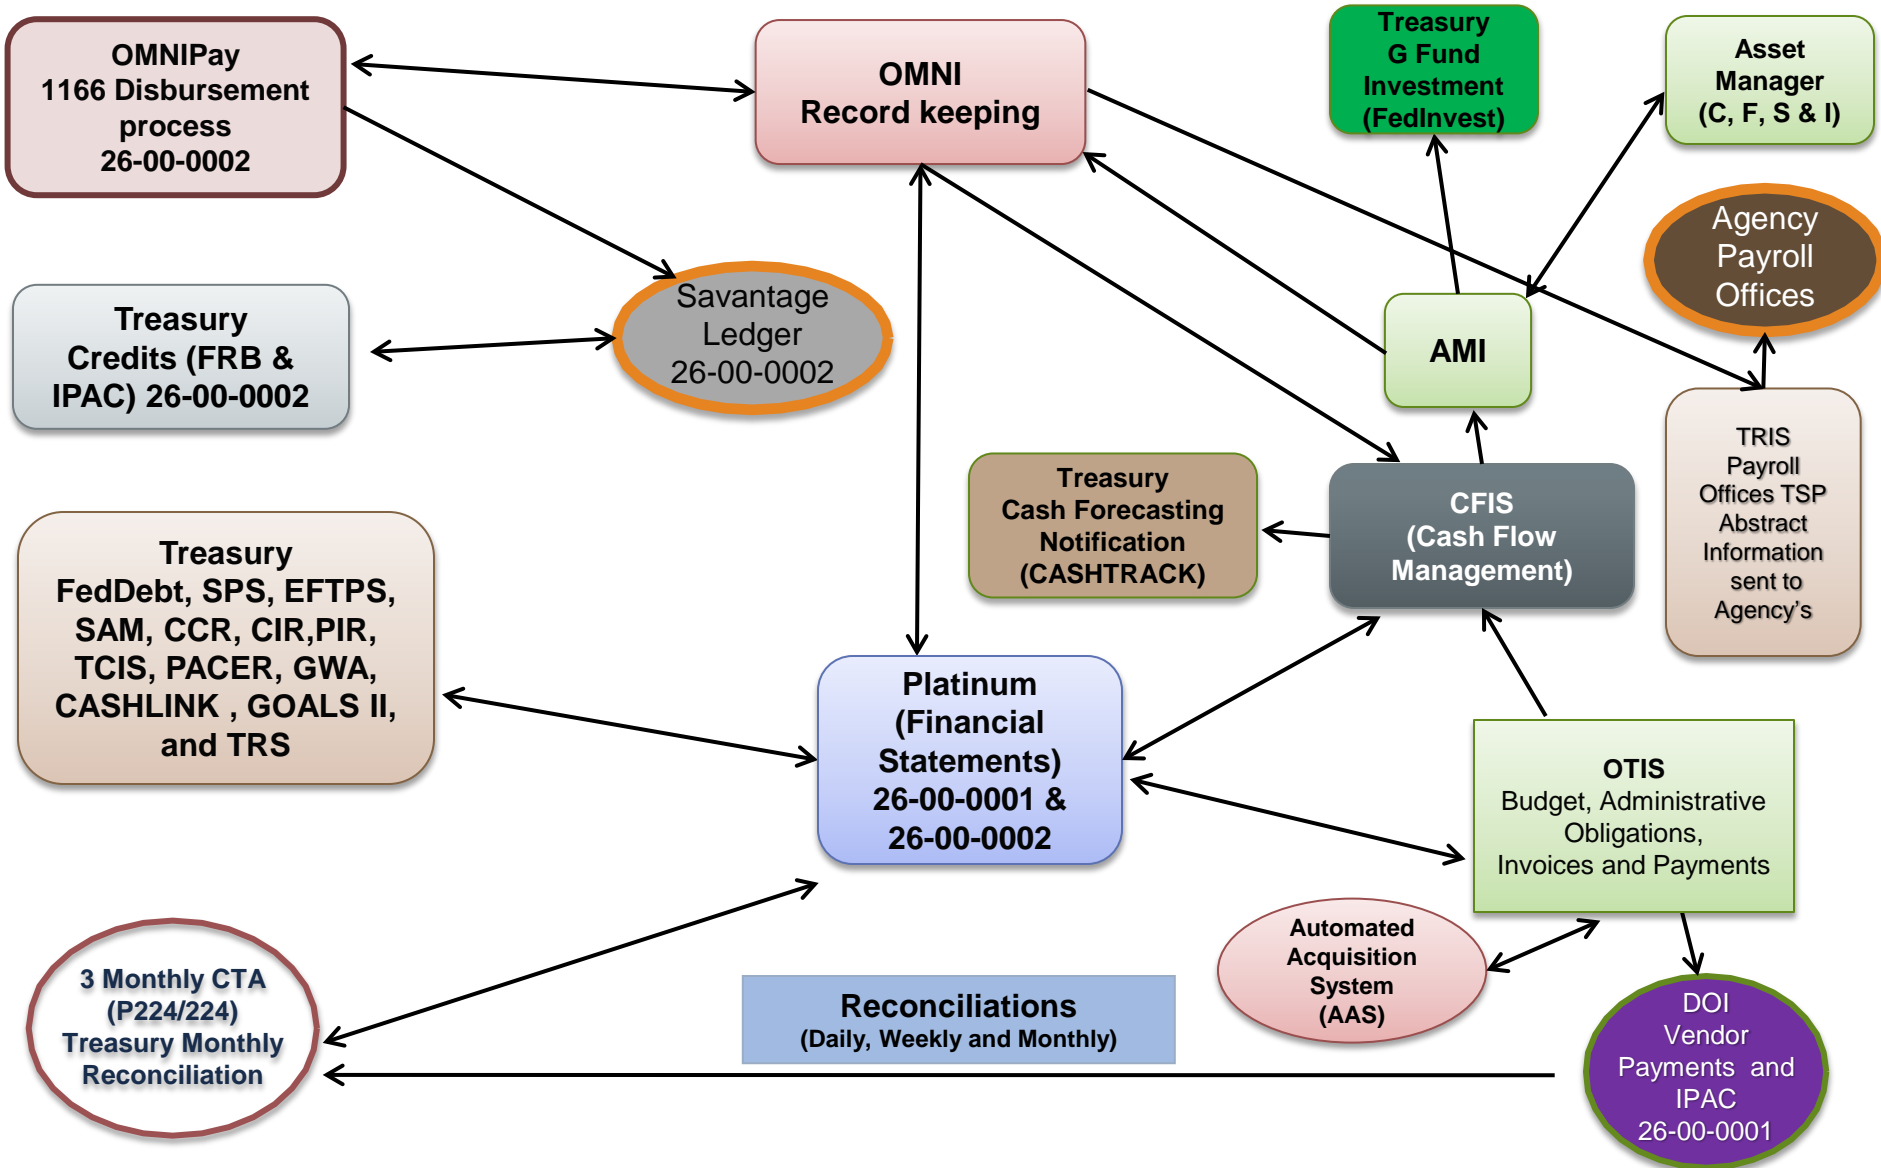 OMNIPay
1166 Disbursement
process
26-00-0002
OMNI
Record keeping
Treasury
G Fund
Investment
(FedInvest)
Asset
Manager
(C, F, S & I)
Agency
Payroll
Offices
Treasury
Credits (FRB &
IPAC) 26-00-0002
Savantage
Ledger
26-00-0002
AMI
TRIS
Payroll
Offices TSP
Abstract
Information
sent to
Agency’s
Treasury
Cash Forecasting
Notification
(CASHTRACK)
CFIS
(Cash Flow
Management)
Treasury
FedDebt, SPS, EFTPS,
SAM, CCR, CIR,PIR,
TCIS, PACER, GWA,
CASHLINK , GOALS II,
and TRS
Platinum
(Financial
Statements)
26-00-0001 &
26-00-0002
OTIS
Budget, Administrative
Obligations,
Invoices and Payments
Automated
Acquisition
System
(AAS)
3 Monthly CTA
(P224/224)
Treasury Monthly
Reconciliation
Reconciliations
(Daily, Weekly and Monthly)
DOI
Vendor
Payments and
IPAC
26-00-0001